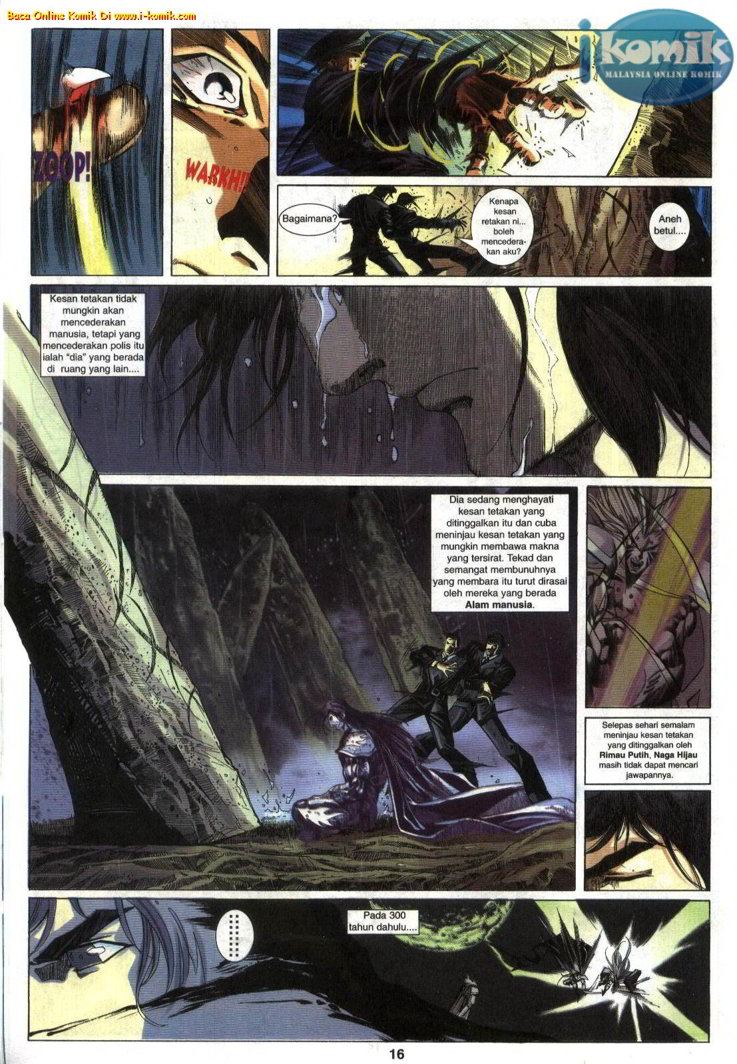 Baca Online Komik Di www.i-komik.com
ikomik
MALAYSIA ONLINE KOMIK
ZOOP!
WARKH!!
Bagaimana?
Kenapa
kesan
retakan ni...
boleh
mencedera-
kan aku?
Aneh
betul....
Kesan tetakan tidak
mungkin akan
mencederakan
manusia, tetapi yang
mencederakan polis itu
ialah "dia" yang berada
di ruang yang lain....
Dia sedang menghayati
kesan tetakan yang
ditinggalkan itu dan cuba
meninjau kesan tetakan yang
mungkin membawa makna
yang tersirat. Tekad dan
semangat membunuhnya
yang membara itu turut dirasai
oleh mereka yang berada
Alam manusia.
Selepas sehari semalam
meninjau kesan tetakan
yang ditinggalkan oleh
Rimau Putih, Naga Hijau
masih tidak dapat mencari
jawapannya.
Pada 300
tahun dahulu....
16